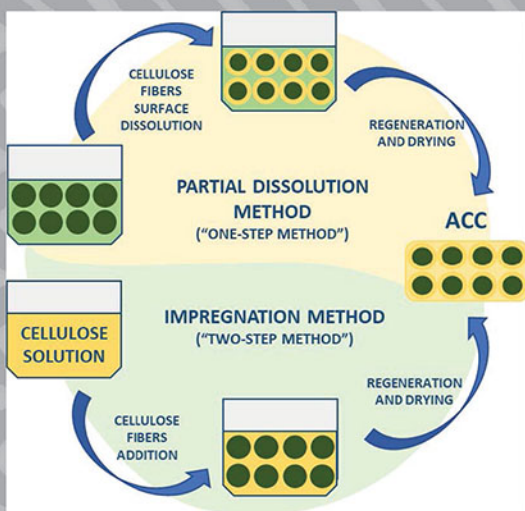 CELLULOSE
FIBERS
SURFACE
DISSOLUTION
REGENERATION
AND DRYING
PARTIAL DISSOLUTION
METHOD
(“ONE-STEP METHOD”)
ACC
IMPREGNATION METHOD
(“TWO-STEP METHOD”)
CELLULOSE
SOLUTION
REGENERATION
AND DRYING
CELLULOSE
FIBERS
ADDITION